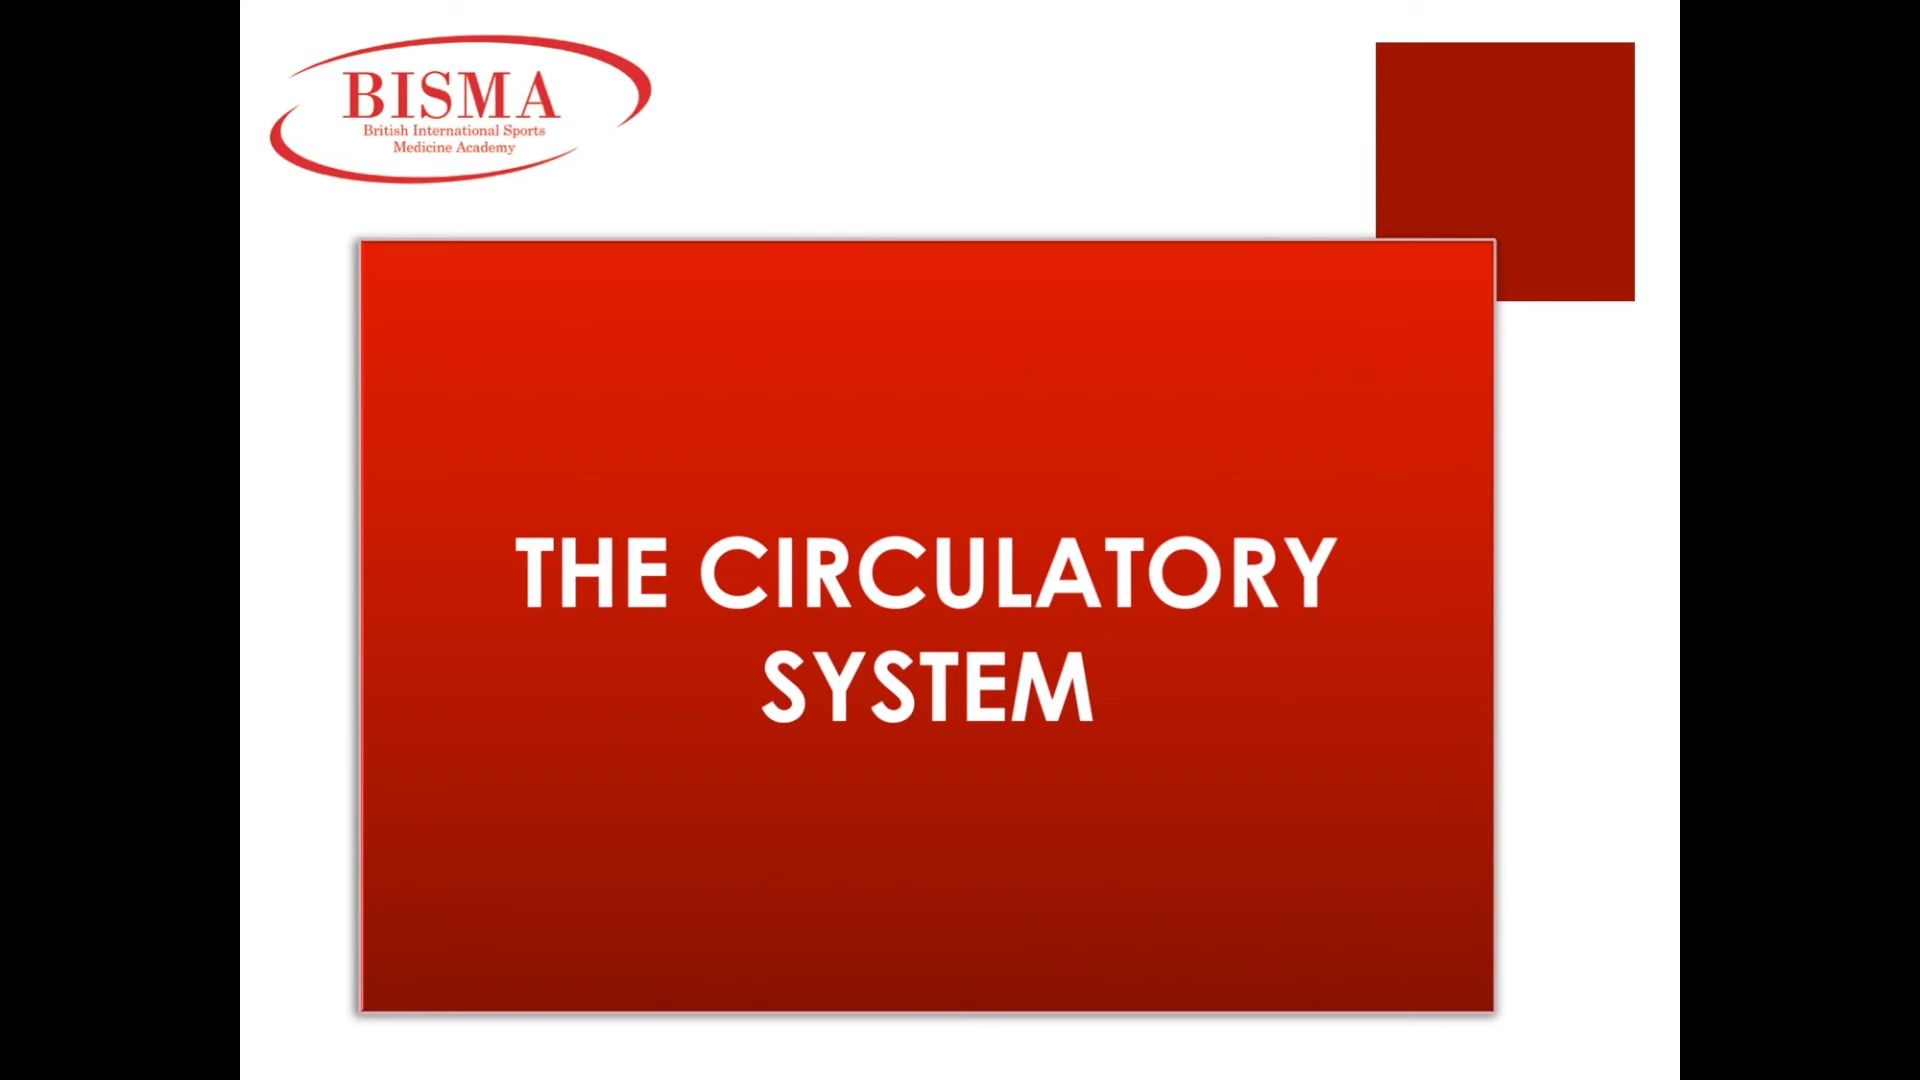 BISMA
British International Sports
Medicine Academy
THE CIRCULATORY
SYSTEM